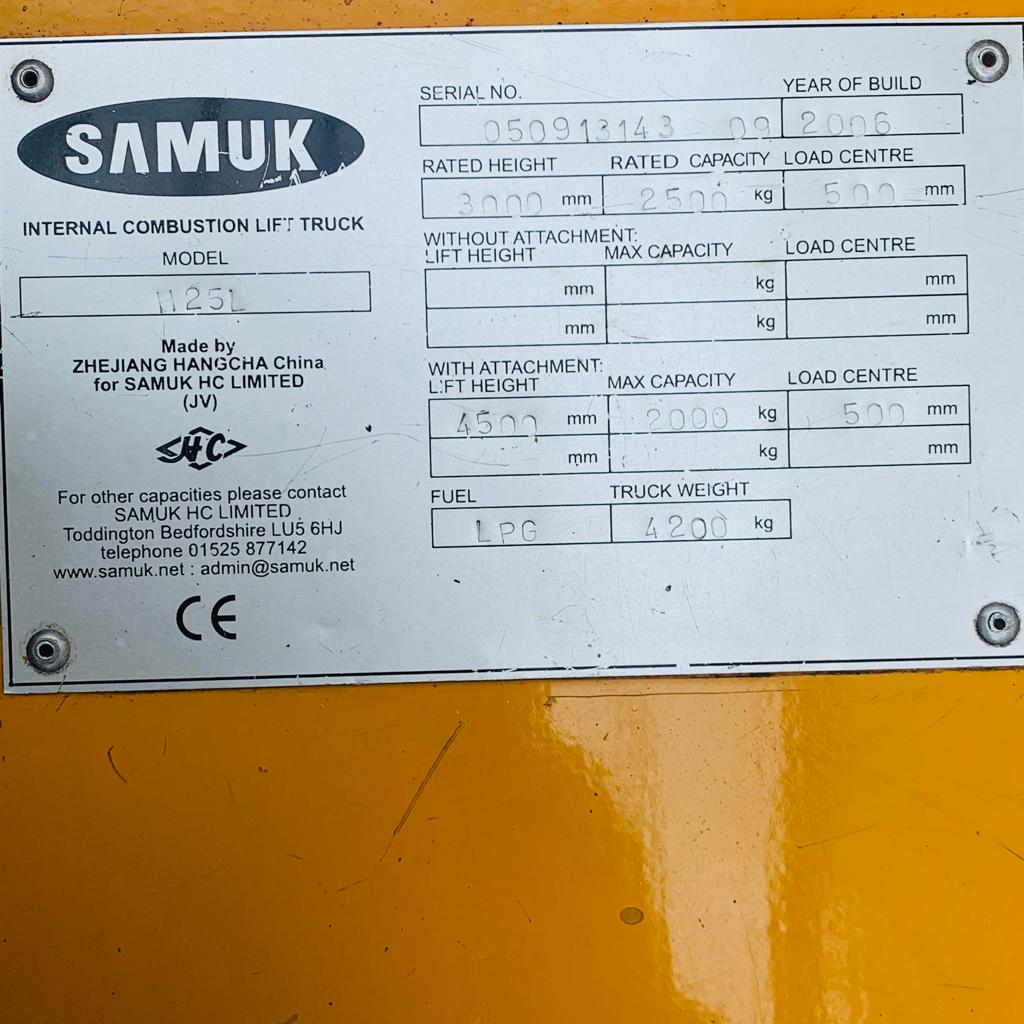 SAMUK
INTERNAL COMBUSTION LIFT TRUCK
MODEL
H25L
Made by
ZHEJIANG HANGCHA China
for SAMUK HC LIMITED
(JV)
HC
For other capacities please contact
SAMUK HC LIMITED
Toddington Bedfordshire LU5 6HJ
telephone 01525 877142
www.samuk.net : admin@samuk.net
CE
SERIAL NO. YEAR OF BUILD
050913143 09 2006
RATED HEIGHT RATED CAPACITY LOAD CENTRE
3000 mm 2500 kg 500 mm
WITHOUT ATTACHMENT:
LIFT HEIGHT MAX CAPACITY LOAD CENTRE
mm kg mm
mm kg mm
WITH ATTACHMENT:
LIFT HEIGHT MAX CAPACITY LOAD CENTRE
4500 mm 2000 kg 500 mm
mm kg mm
FUEL TRUCK WEIGHT
LPG 4200 kg